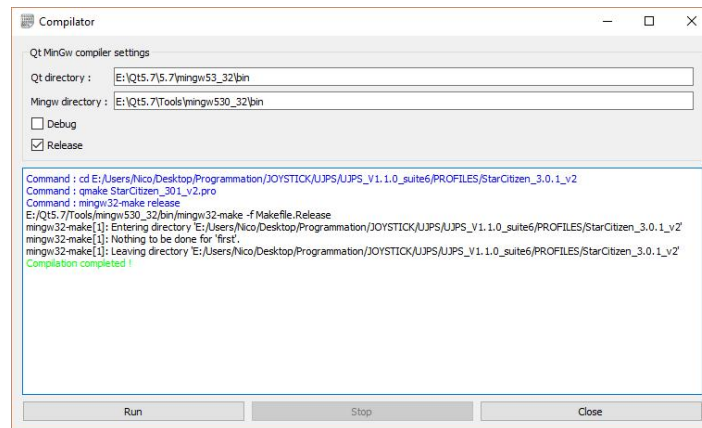 Compilator
Qt MinGw compiler settings
Qt directory : E:\Qt5.7\5.7\mingw53_32\bin
Mingw directory : E:\Qt5.7\Tools\mingw530_32\bin
Debug
Release
Command : cd E:/Users/Nico/Desktop/Programmation/JOYSTICK/UJPS/UJPS_V1.1.0_suite6/PROFILES/StarCitizen_3.0.1_v2
Command : qmake StarCitizen_301_v2.pro
Command : mingw32-make release
E:/Qt5.7/Tools/mingw530_32/bin/mingw32-make -f Makefile.Release
mingw32-make[1]: Entering directory 'E:/Users/Nico/Desktop/Programmation/JOYSTICK/UJPS/UJPS_V1.1.0_suite6/PROFILES/StarCitizen_3.0.1_v2'
mingw32-make[1]: Nothing to be done for 'first'.
mingw32-make[1]: Leaving directory 'E:/Users/Nico/Desktop/Programmation/JOYSTICK/UJPS/UJPS_V1.1.0_suite6/PROFILES/StarCitizen_3.0.1_v2'
Compilation completed !
Run Stop Close